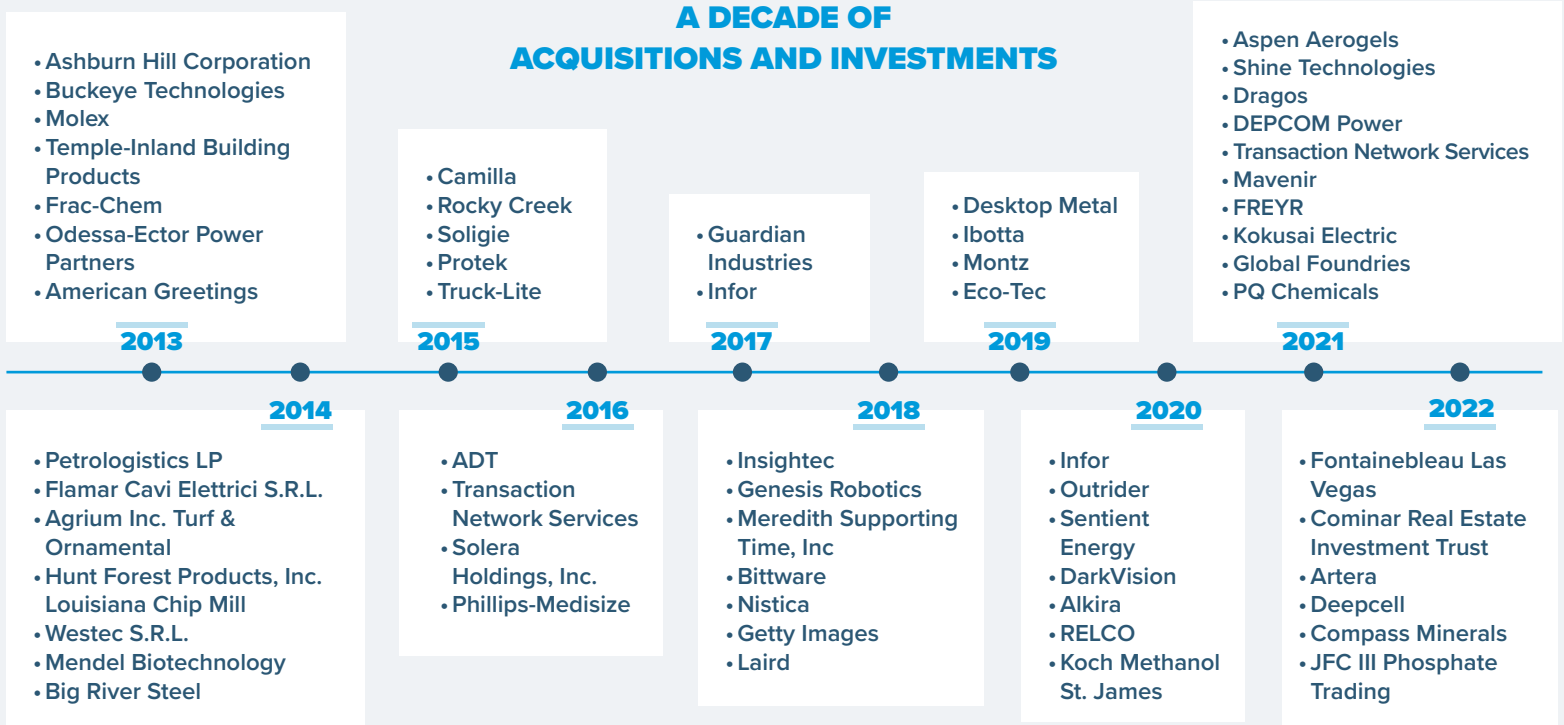 A DECADE OF
ACQUISITIONS AND INVESTMENTS
• Ashburn Hill Corporation
• Buckeye Technologies
• Molex
• Temple-Inland Building
Products
• Frac-Chem
• Odessa-Ector Power
Partners
• American Greetings
2013
• Camilla
• Rocky Creek
• Soligie
• Protek
• Truck-Lite
2015
• Guardian
Industries
• Infor
2017
• Desktop Metal
• Ibotta
• Montz
• Eco-Tec
2019
• Aspen Aerogels
• Shine Technologies
• Dragos
• DEPCOM Power
• Transaction Network Services
• Mavenir
• FREYR
• Kokusai Electric
• Global Foundries
• PQ Chemicals
2021
2014
• Petrologistics LP
• Flamar Cavi Elettrici S.R.L.
• Agrium Inc. Turf &
Ornamental
• Hunt Forest Products, Inc.
Louisiana Chip Mill
• Westec S.R.L.
• Mendel Biotechnology
• Big River Steel
2016
• ADT
• Transaction
Network Services
• Solera
Holdings, Inc.
• Phillips-Medisize
2018
• Insightec
• Genesis Robotics
• Meredith Supporting
Time, Inc
• Bittware
• Nistica
• Getty Images
• Laird
2020
• Infor
• Outrider
• Sentient
Energy
• DarkVision
• Alkira
• RELCO
• Koch Methanol
St. James
2022
• Fontainebleau Las
Vegas
• Cominar Real Estate
Investment Trust
• Artera
• Deepcell
• Compass Minerals
• JFC III Phosphate
Trading